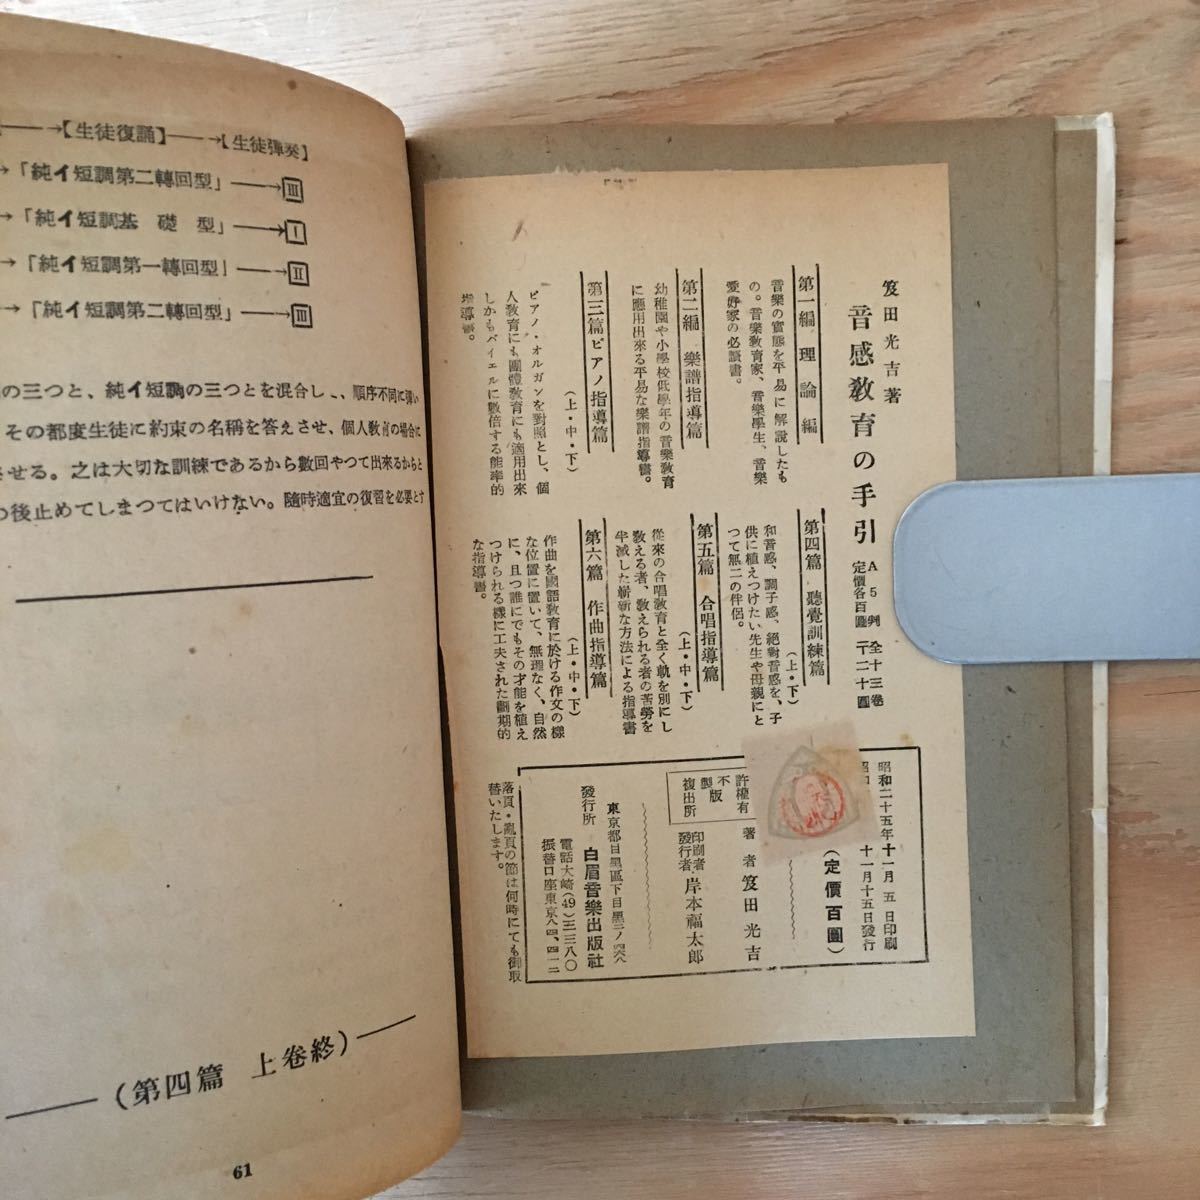 【生徒復誦】――→【生徒弾奏】
→「純イ短調第二轉回型」――→Ⅲ
→「純イ短調基　礎　型」――→Ⅰ
→「純イ短調第一轉回型」――→Ⅱ
→「純イ短調第二轉回型」――→Ⅲ
の三つと、純イ短調の三つとを混合し、順序不同に弾い
その都度生徒に約束の名稱を答えさせ、個人教育の場合に
させる。之は大切な訓練であるから數回やつて出來るからと
の後止めてしまつてはいけない。隨時適宜の復習を必要とす
（第四篇　上卷終）
61
笈田光吉著
音感教育の手引　A5判　全十三卷
定價各百圓　〒二十圓
第一編　理論編
音樂の實態を平易に解説したも
の。音樂教育家、音樂學生、音樂
愛好家の必讀書。
第二編　樂譜指導篇
幼稚園や小學校低學年の音樂教育
に應用出來る平易な樂譜指導書。
第三篇ピアノ指導篇
（上・中・下）
ピアノ・オルガンを對照とし、個
人教育にも團體教育にも適用出來
しかもバイエルに數倍する能率的
指導書。
第四篇　聽覺訓練篇
（上・下）
和音感、調子感、絕對音感を、子
供に植えつけたい先生や母親にと
つて無二の伴侶。
第五篇　合唱指導篇
（上・中・下）
從來の合唱教育と全く軌を別にし
教える者、教えられる者の苦勞を
半減した嶄新な方法による指導書
第六篇　作曲指導篇
（上・中・下）
作曲を國語教育に於ける作文の樣
な位置に置いて、無理なく、自然
に、且つ誰にでもその才能を植え
つけられる樣に工夫された劃期的
な指導書。
昭和二十五年十一月　五　日印刷
十一月十五日發行
（定價百圓）
著　者　笈田光吉
許權有
不
製版
複出所
印刷者
發行者　岸本福太郎
東京都目黑區下目黑三ノ四六八
發行所　白眉音樂出版社
電話大崎(49)三三八〇
振替口座東京八四、四一二
落頁・亂頁の節は何時にても御取
替いたします。